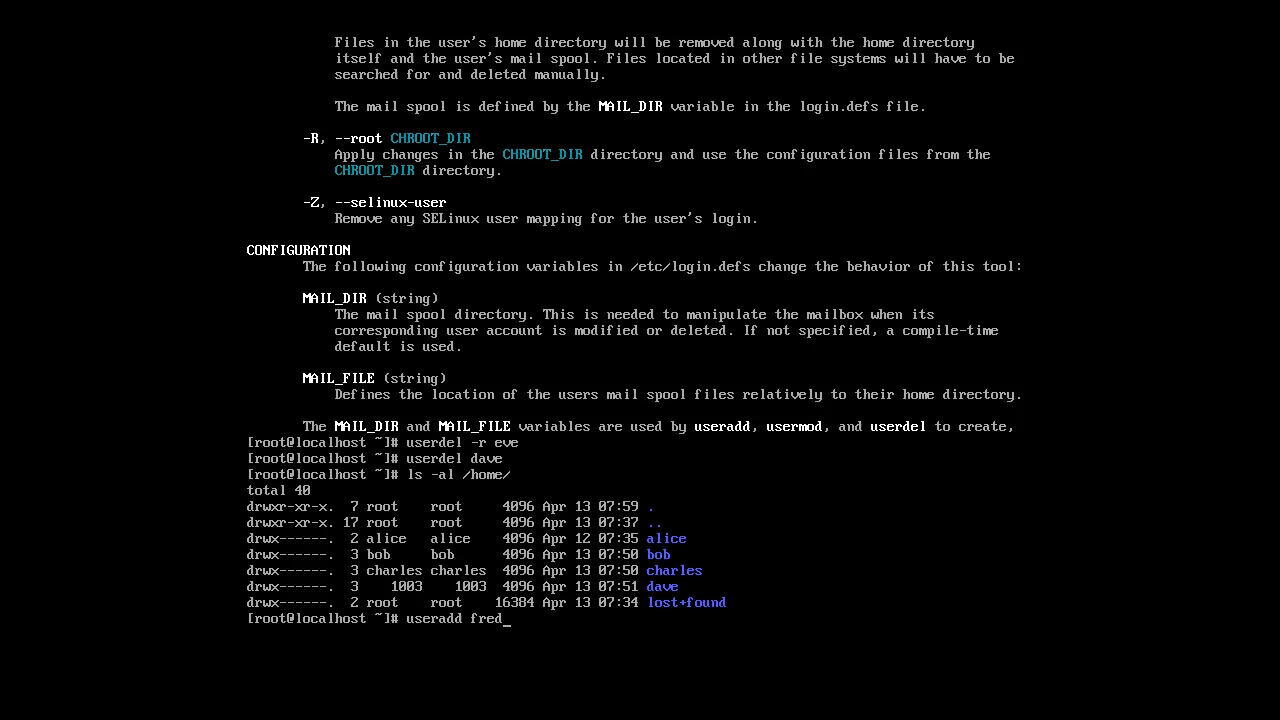 Files in the user's home directory will be removed along with the home directory
itself and the user's mail spool. Files located in other file systems will have to be
searched for and deleted manually.
The mail spool is defined by the MAIL_DIR variable in the login.defs file.
-R, --root CHROOT_DIR
Apply changes in the CHROOT_DIR directory and use the configuration files from the
CHROOT_DIR directory.
-Z, --selinux-user
Remove any SELinux user mapping for the user's login.
CONFIGURATION
The following configuration variables in /etc/login.defs change the behavior of this tool:
MAIL_DIR (string)
The mail spool directory. This is needed to manipulate the mailbox when its
corresponding user account is modified or deleted. If not specified, a compile-time
default is used.
MAIL_FILE (string)
Defines the location of the users mail spool files relatively to their home directory.
The MAIL_DIR and MAIL_FILE variables are used by useradd, usermod, and userdel to create,
[root@localhost ~]# userdel -r eve
[root@localhost ~]# userdel dave
[root@localhost ~]# ls -al /home/
total 40
drwxr-xr-x.  7 root    root     4096 Apr 13 07:59 .
drwxr-xr-x. 17 root    root     4096 Apr 13 07:37 ..
drwx------.  2 alice   alice    4096 Apr 12 07:35 alice
drwx------.  3 bob     bob      4096 Apr 13 07:50 bob
drwx------.  3 charles charles  4096 Apr 13 07:50 charles
drwx------.  3    1003    1003  4096 Apr 13 07:51 dave
drwx------.  2 root    root    16384 Apr 13 07:34 lost+found
[root@localhost ~]# useradd fred_